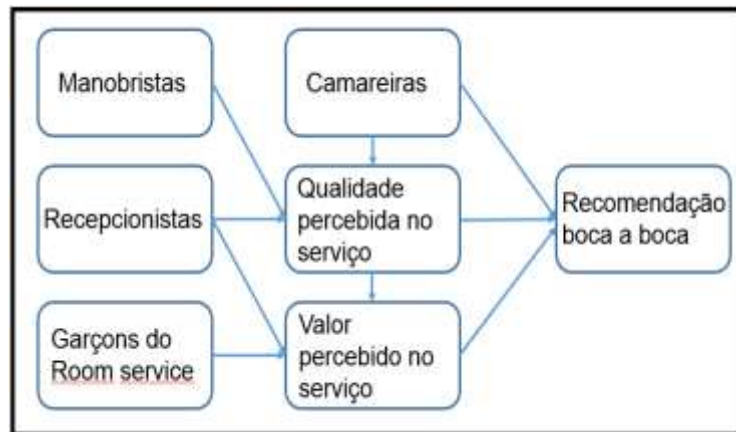 Manobristas
Camareiras
Recepcionistas
Qualidade
percebida no
serviço
Recomendação
boca a boca
Garçons do
Room service
Valor
percebido no
serviço